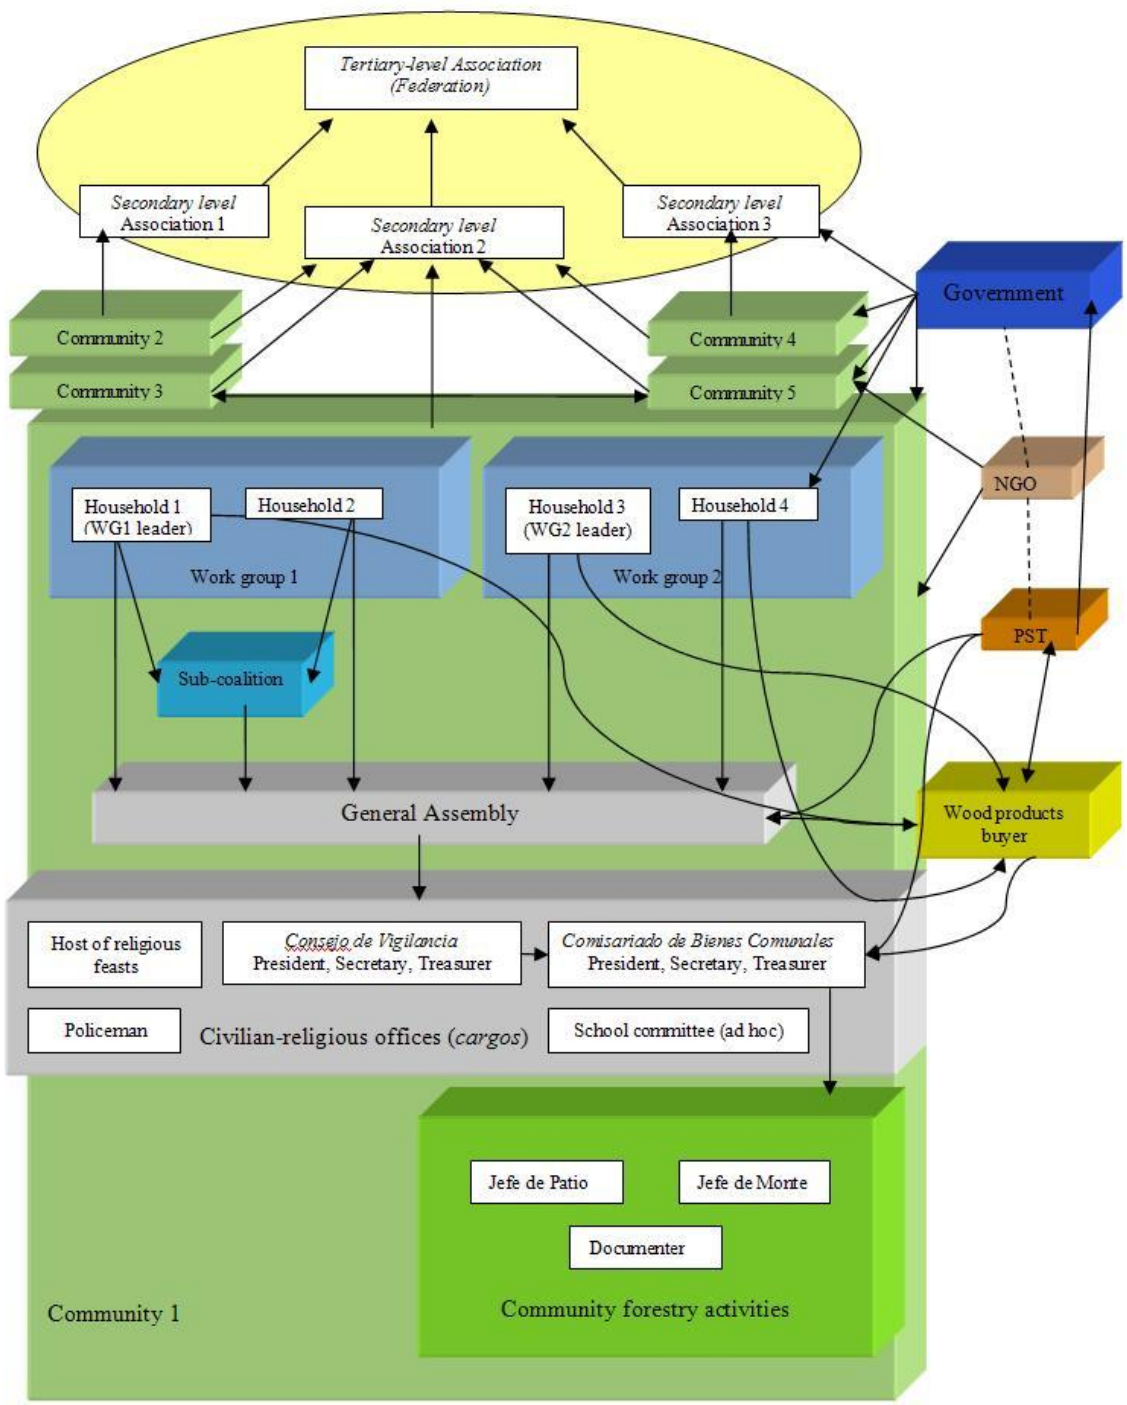 Tertiary-level Association
(Federation)
Secondary level
Association 1
Secondary level
Association 2
Secondary level
Association 3
Government
Community 2
Community 4
Community 3
Community 5
NGO
Household 1
(WG1 leader)
Household 2
Household 3
(WG2 leader)
Household 4
Work group 1
Work group 2
PST
Sub-coalition
General Assembly
Wood products
buyer
Host of religious
feasts
Consejo de Vigilancia
President, Secretary, Treasurer
Comisariado de Bienes Comunales
President, Secretary, Treasurer
Policeman
Civilian-religious offices (cargos)
School committee (ad hoc)
Jefe de Patio
Jefe de Monte
Documenter
Community forestry activities
Community 1